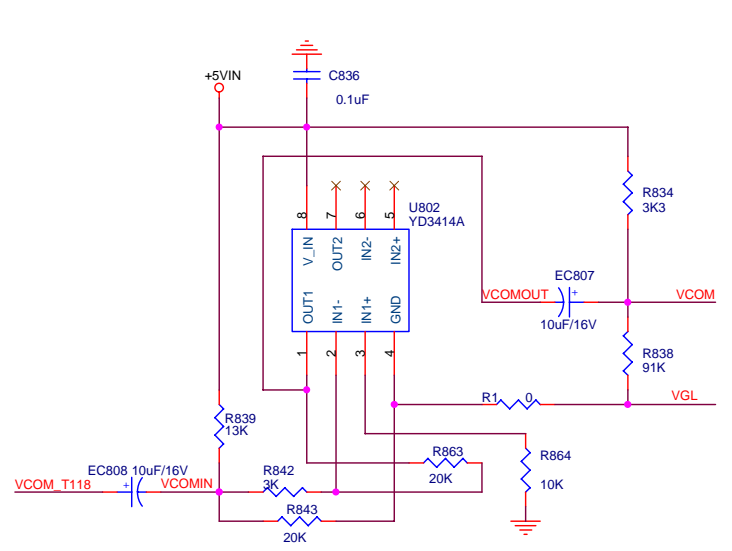 +5VIN
C836
0.1uF
U802
YD3414A
8
7
6
5
V_IN
OUT2
IN2-
IN2+
OUT1
IN1-
IN1+
GND
1
2
3
4
R834
3K3
EC807
+
10uF/16V
VCOMOUT
VCOM
R838
91K
R1
0
VGL
R839
13K
R863
20K
R864
10K
EC808 10uF/16V
+
VCOM_T118
VCOMIN
R842
3K
R843
20K